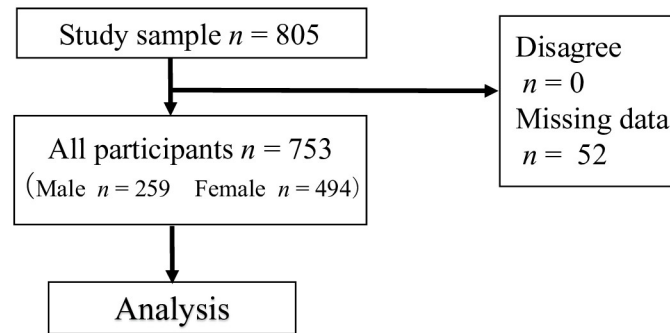 Study sample n = 805
Disagree
n = 0
Missing data
n = 52
All participants n = 753
(Male n = 259 Female n = 494)
Analysis